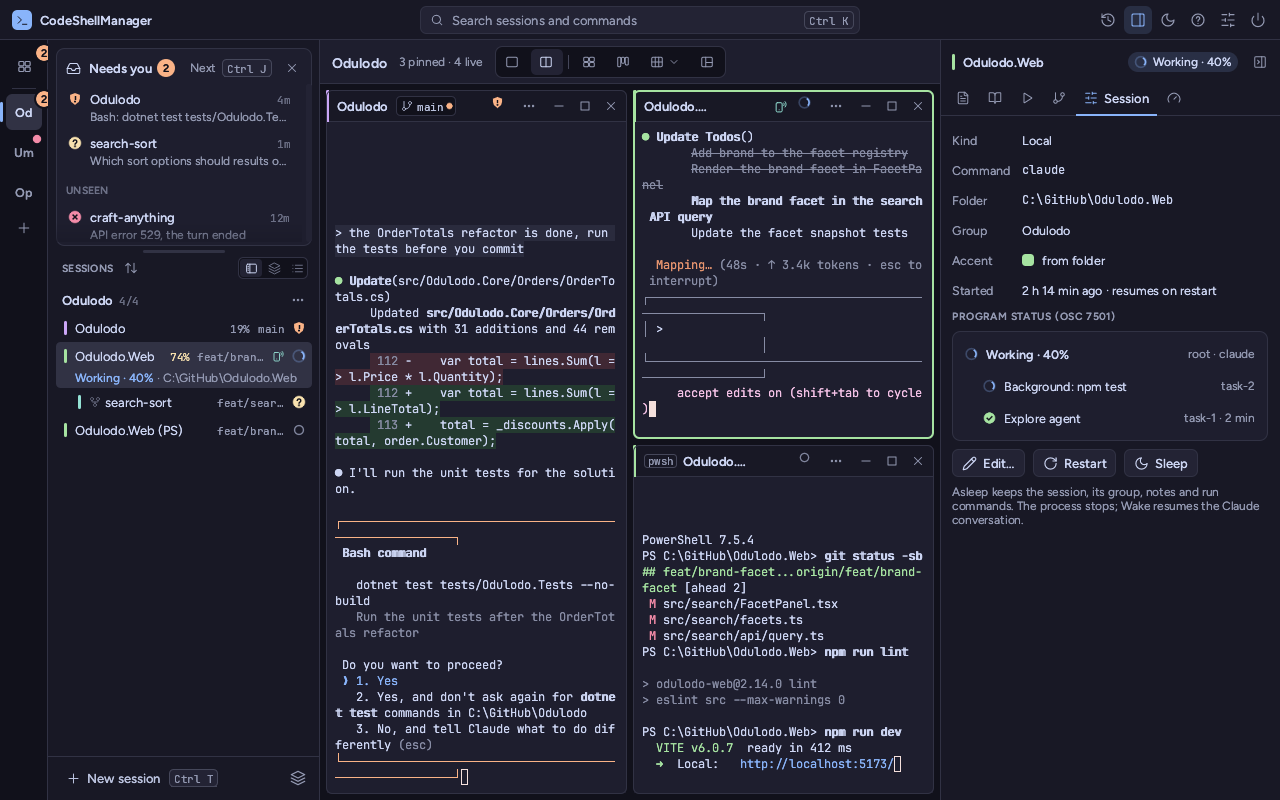 CodeShellManager
Search sessions and commands
Ctrl K
2
Od
2
Um
Op
Needs you 2 Next Ctrl J
Odulodo 4m
Bash: dotnet test tests/Odulodo.Te…
search-sort 1m
Which sort options should results o…
UNSEEN
craft-anything 12m
API error 529, the turn ended
SESSIONS
Odulodo 4/4
Odulodo 19% main
Odulodo.Web 74% feat/bran…
Working · 40% · C:\GitHub\Odulodo.Web
search-sort feat/sear…
Odulodo.Web (PS) feat/bran…
New session Ctrl T
Odulodo 3 pinned · 4 live
Odulodo main
> the OrderTotals refactor is done, run
the tests before you commit
● Update(src/Odulodo.Core/Orders/OrderTo
tals.cs)
Updated src/Odulodo.Core/Orders/Ord
erTotals.cs with 31 additions and 44 rem
ovals
112 - var total = lines.Sum(l =
> l.Price * l.Quantity);
112 + var total = lines.Sum(l =
> l.LineTotal);
113 + total = _discounts.Apply(
total, order.Customer);
● I'll run the unit tests for the soluti
on.
Bash command
dotnet test tests/Odulodo.Tests --no-
build
Run the unit tests after the OrderTot
als refactor
Do you want to proceed?
❯ 1. Yes
2. Yes, and don't ask again for dotne
t test commands in C:\GitHub\Odulodo
3. No, and tell Claude what to do dif
ferently (esc)
Odulodo.…
● Update Todos()
Add brand to the facet registry
Render the brand facet in FacetPa
nel
Map the brand facet in the search
API query
Update the facet snapshot tests
Mapping… (48s · ↑ 3.4k tokens · esc to
interrupt)
>
accept edits on (shift+tab to cycle
)
pwsh Odulodo.…
PowerShell 7.5.4
PS C:\GitHub\Odulodo.Web> git status -sb
## feat/brand-facet...origin/feat/brand-
facet [ahead 2]
M src/search/FacetPanel.tsx
M src/search/facets.ts
M src/search/api/query.ts
PS C:\GitHub\Odulodo.Web> npm run lint
> odulodo-web@2.14.0 lint
> eslint src --max-warnings 0
PS C:\GitHub\Odulodo.Web> npm run dev
VITE v6.0.7 ready in 412 ms
➜ Local: http://localhost:5173/
Odulodo.Web Working · 40%
Session
Kind Local
Command claude
Folder C:\GitHub\Odulodo.Web
Group Odulodo
Accent from folder
Started 2 h 14 min ago · resumes on restart
PROGRAM STATUS (OSC 7501)
Working · 40% root · claude
Background: npm test task-2
Explore agent task-1 · 2 min
Edit… Restart Sleep
Asleep keeps the session, its group, notes and run
commands. The process stops; Wake resumes the Claude
conversation.